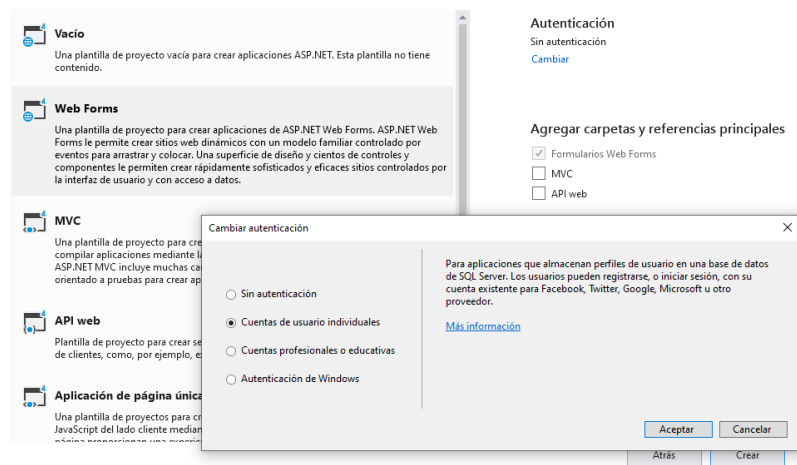 Vacío
Una plantilla de proyecto vacía para crear aplicaciones ASP.NET. Esta plantilla no tiene
contenido.
Web Forms
Una plantilla de proyecto para crear aplicaciones de ASP.NET Web Forms. ASP.NET Web
Forms le permite crear sitios web dinámicos con un modelo familiar controlado por
eventos para arrastrar y colocar. Una superficie de diseño y cientos de controles y
componentes le permiten crear rápidamente sofisticados y eficaces sitios controlados por
la interfaz de usuario y con acceso a datos.
MVC
Una plantilla de proyecto para cre
compilar aplicaciones mediante l
ASP.NET MVC incluye muchas ca
orientado a pruebas para crear ap
API web
Plantilla de proyecto para crear se
de clientes, como, por ejemplo, e
Aplicación de página única
Una plantilla de proyectos para cr
JavaScript del lado cliente median
página proporcionan una experie
Autenticación
Sin autenticación
Cambiar
Agregar carpetas y referencias principales
Formularios Web Forms
MVC
API web
Cambiar autenticación
Sin autenticación
Cuentas de usuario individuales
Cuentas profesionales o educativas
Autenticación de Windows
Para aplicaciones que almacenan perfiles de usuario en una base de datos
de SQL Server. Los usuarios pueden registrarse, o iniciar sesión, con su
cuenta existente para Facebook, Twitter, Google, Microsoft u otro
proveedor.
Más información
Aceptar
Cancelar
Atrás
Crear